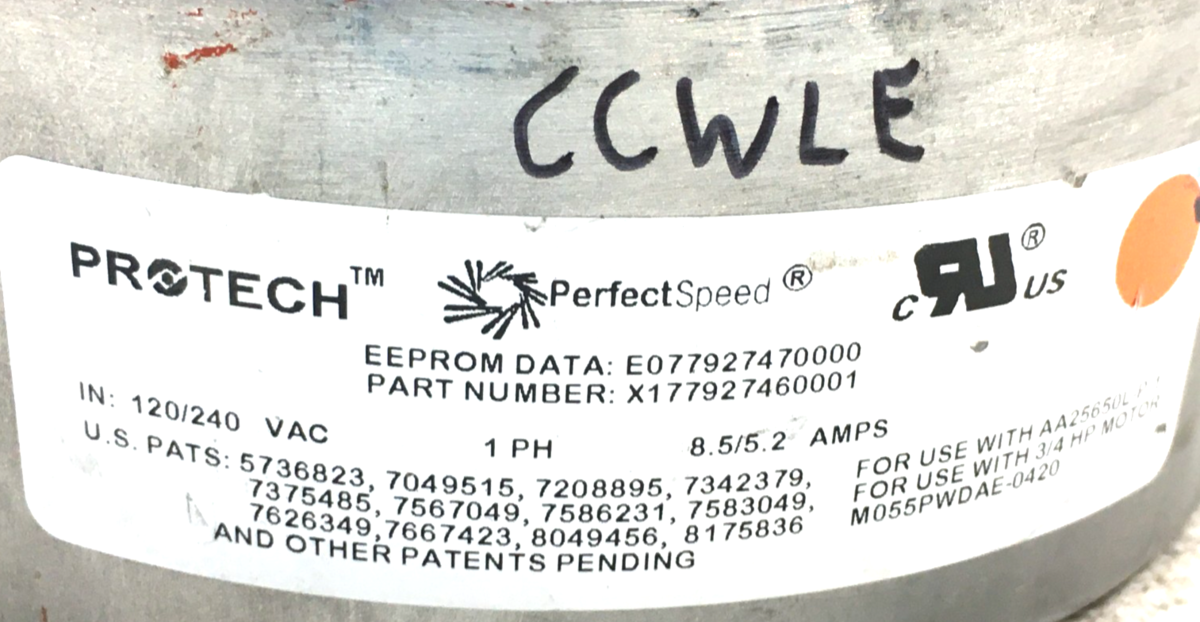 CCWLE
PROTECH™ PerfectSpeed® c RU® US
EEPROM DATA: E077927470000
PART NUMBER: X177927460001
IN: 120/240 VAC 1 PH 8.5/5.2 AMPS
U.S. PATS: 5736823, 7049515, 7208895, 7342379,
7375485, 7567049, 7586231, 7583049,
7626349,7667423, 8049456, 8175836
AND OTHER PATENTS PENDING
FOR USE WITH AA25650L
FOR USE WITH 3/4 HP MOTOR
M055PWDAE-0420